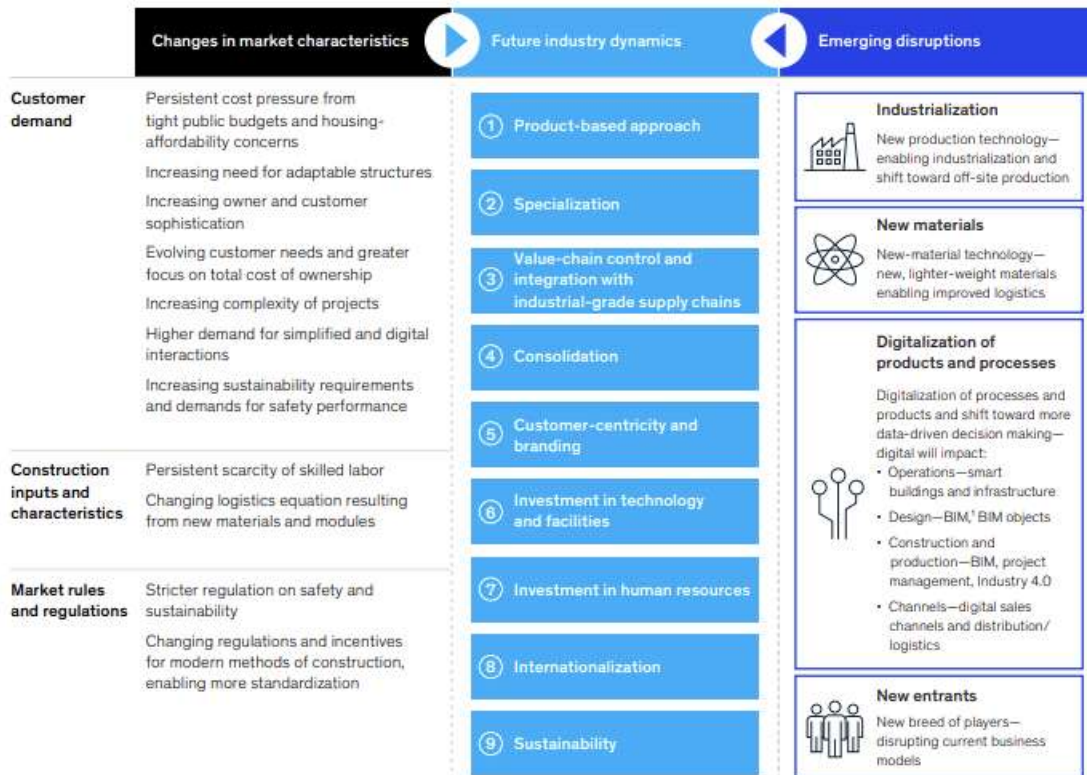 Changes in market characteristics
Future industry dynamics
Emerging disruptions
Customer
demand
Persistent cost pressure from
tight public budgets and housing-
affordability concerns
Increasing need for adaptable structures
Increasing owner and customer
sophistication
Evolving customer needs and greater
focus on total cost of ownership
Increasing complexity of projects
Higher demand for simplified and digital
interactions
Increasing sustainability requirements
and demands for safety performance
Construction
inputs and
characteristics
Persistent scarcity of skilled labor
Changing logistics equation resulting
from new materials and modules
Market rules
and regulations
Stricter regulation on safety and
sustainability
Changing regulations and incentives
for modern methods of construction,
enabling more standardization
1 Product-based approach
2 Specialization
Value-chain control and
3 integration with
industrial-grade supply chains
4 Consolidation
5 Customer-centricity and
branding
6 Investment in technology
and facilities
7 Investment in human resources
8 Internationalization
9 Sustainability
Industrialization
New production technology—
enabling industrialization and
shift toward off-site production
New materials
New-material technology—
new, lighter-weight materials
enabling improved logistics
Digitalization of
products and processes
Digitalization of processes and
products and shift toward more
data-driven decision making—
digital will impact:
• Operations—smart
buildings and infrastructure
• Design—BIM,¹ BIM objects
• Construction and
production—BIM, project
management, Industry 4.0
• Channels—digital sales
channels and distribution/
logistics
New entrants
New breed of players—
disrupting current business
models